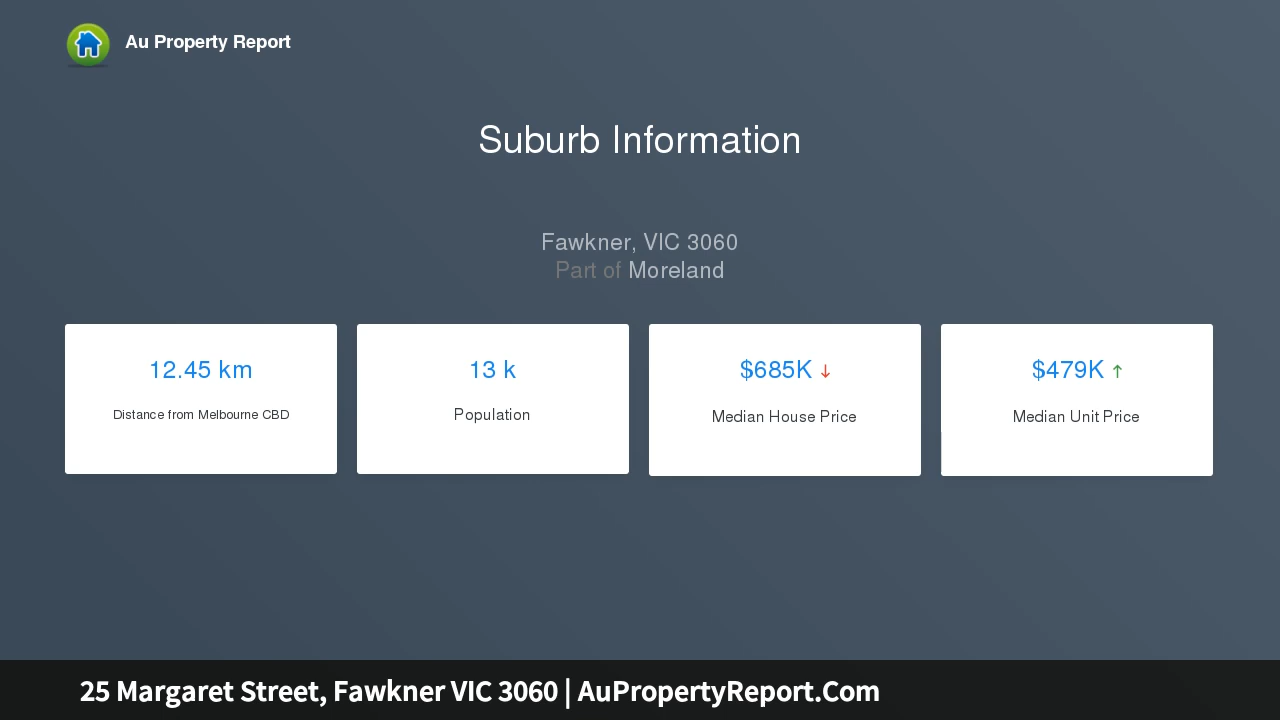 Au Property Report
Suburb Information
Fawkner, VIC 3060
Part of Moreland
12.45 km
Distance from Melbourne CBD
13 k
Population
$685K ↓
Median House Price
$479K ↑
Median Unit Price
25 Margaret Street, Fawkner VIC 3060 | AuPropertyReport.Com